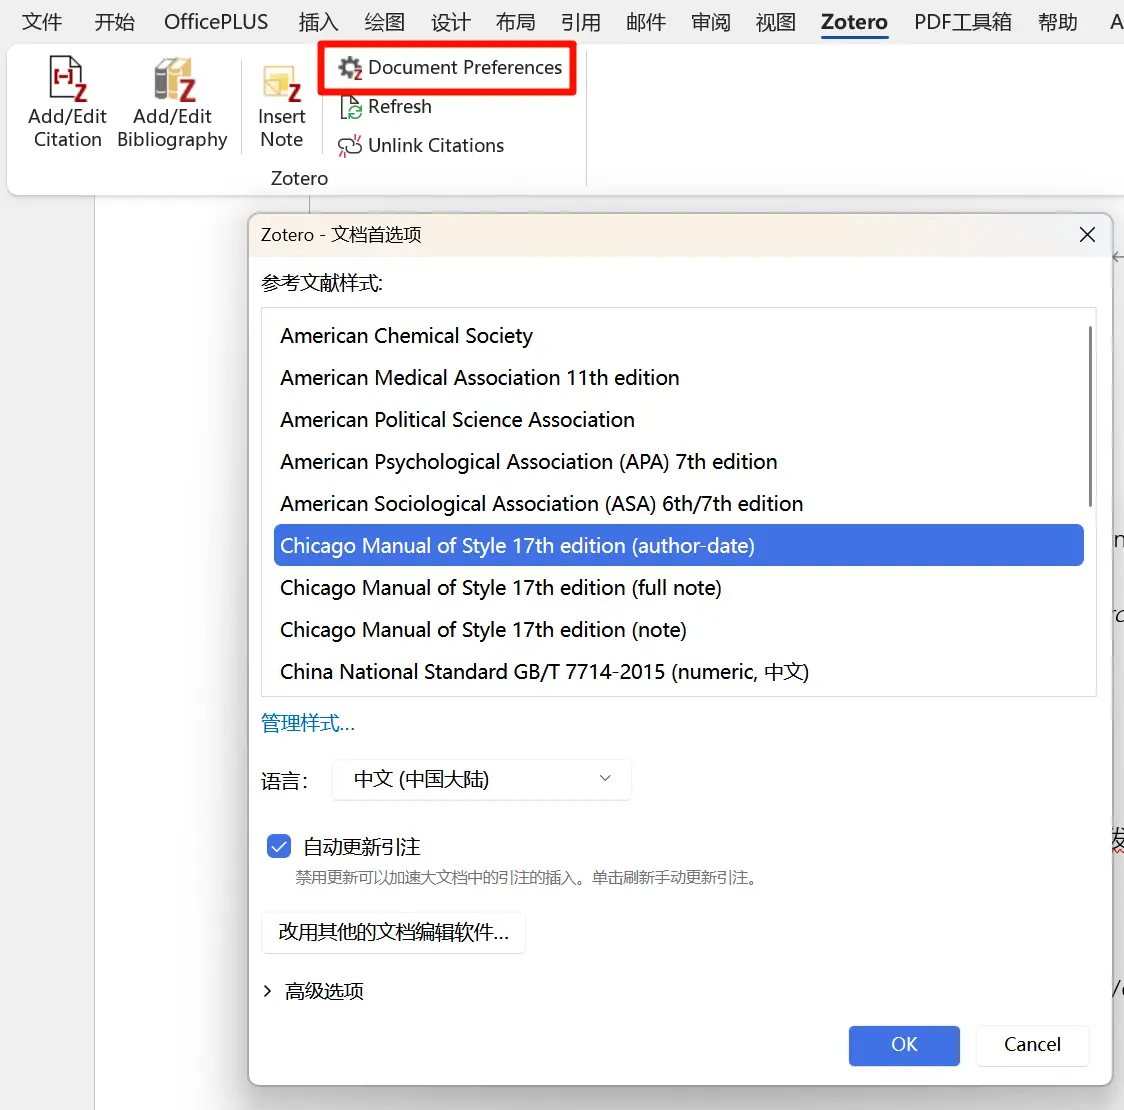 文件 开始 OfficePLUS 插入 绘图 设计 布局 引用 邮件 审阅 视图 Zotero PDF工具箱 帮助
Add/Edit Citation
Add/Edit Bibliography
Insert Note
Document Preferences
Refresh
Unlink Citations
Zotero
Zotero - 文档首选项
参考文献样式:
American Chemical Society
American Medical Association 11th edition
American Political Science Association
American Psychological Association (APA) 7th edition
American Sociological Association (ASA) 6th/7th edition
Chicago Manual of Style 17th edition (author-date)
Chicago Manual of Style 17th edition (full note)
Chicago Manual of Style 17th edition (note)
China National Standard GB/T 7714-2015 (numeric, 中文)
管理样式...
语言: 中文 (中国大陆)
自动更新引注
禁用更新可以加速大文档中的引注的插入。单击刷新手动更新引注。
改用其他的文档编辑软件...
高级选项
OK Cancel